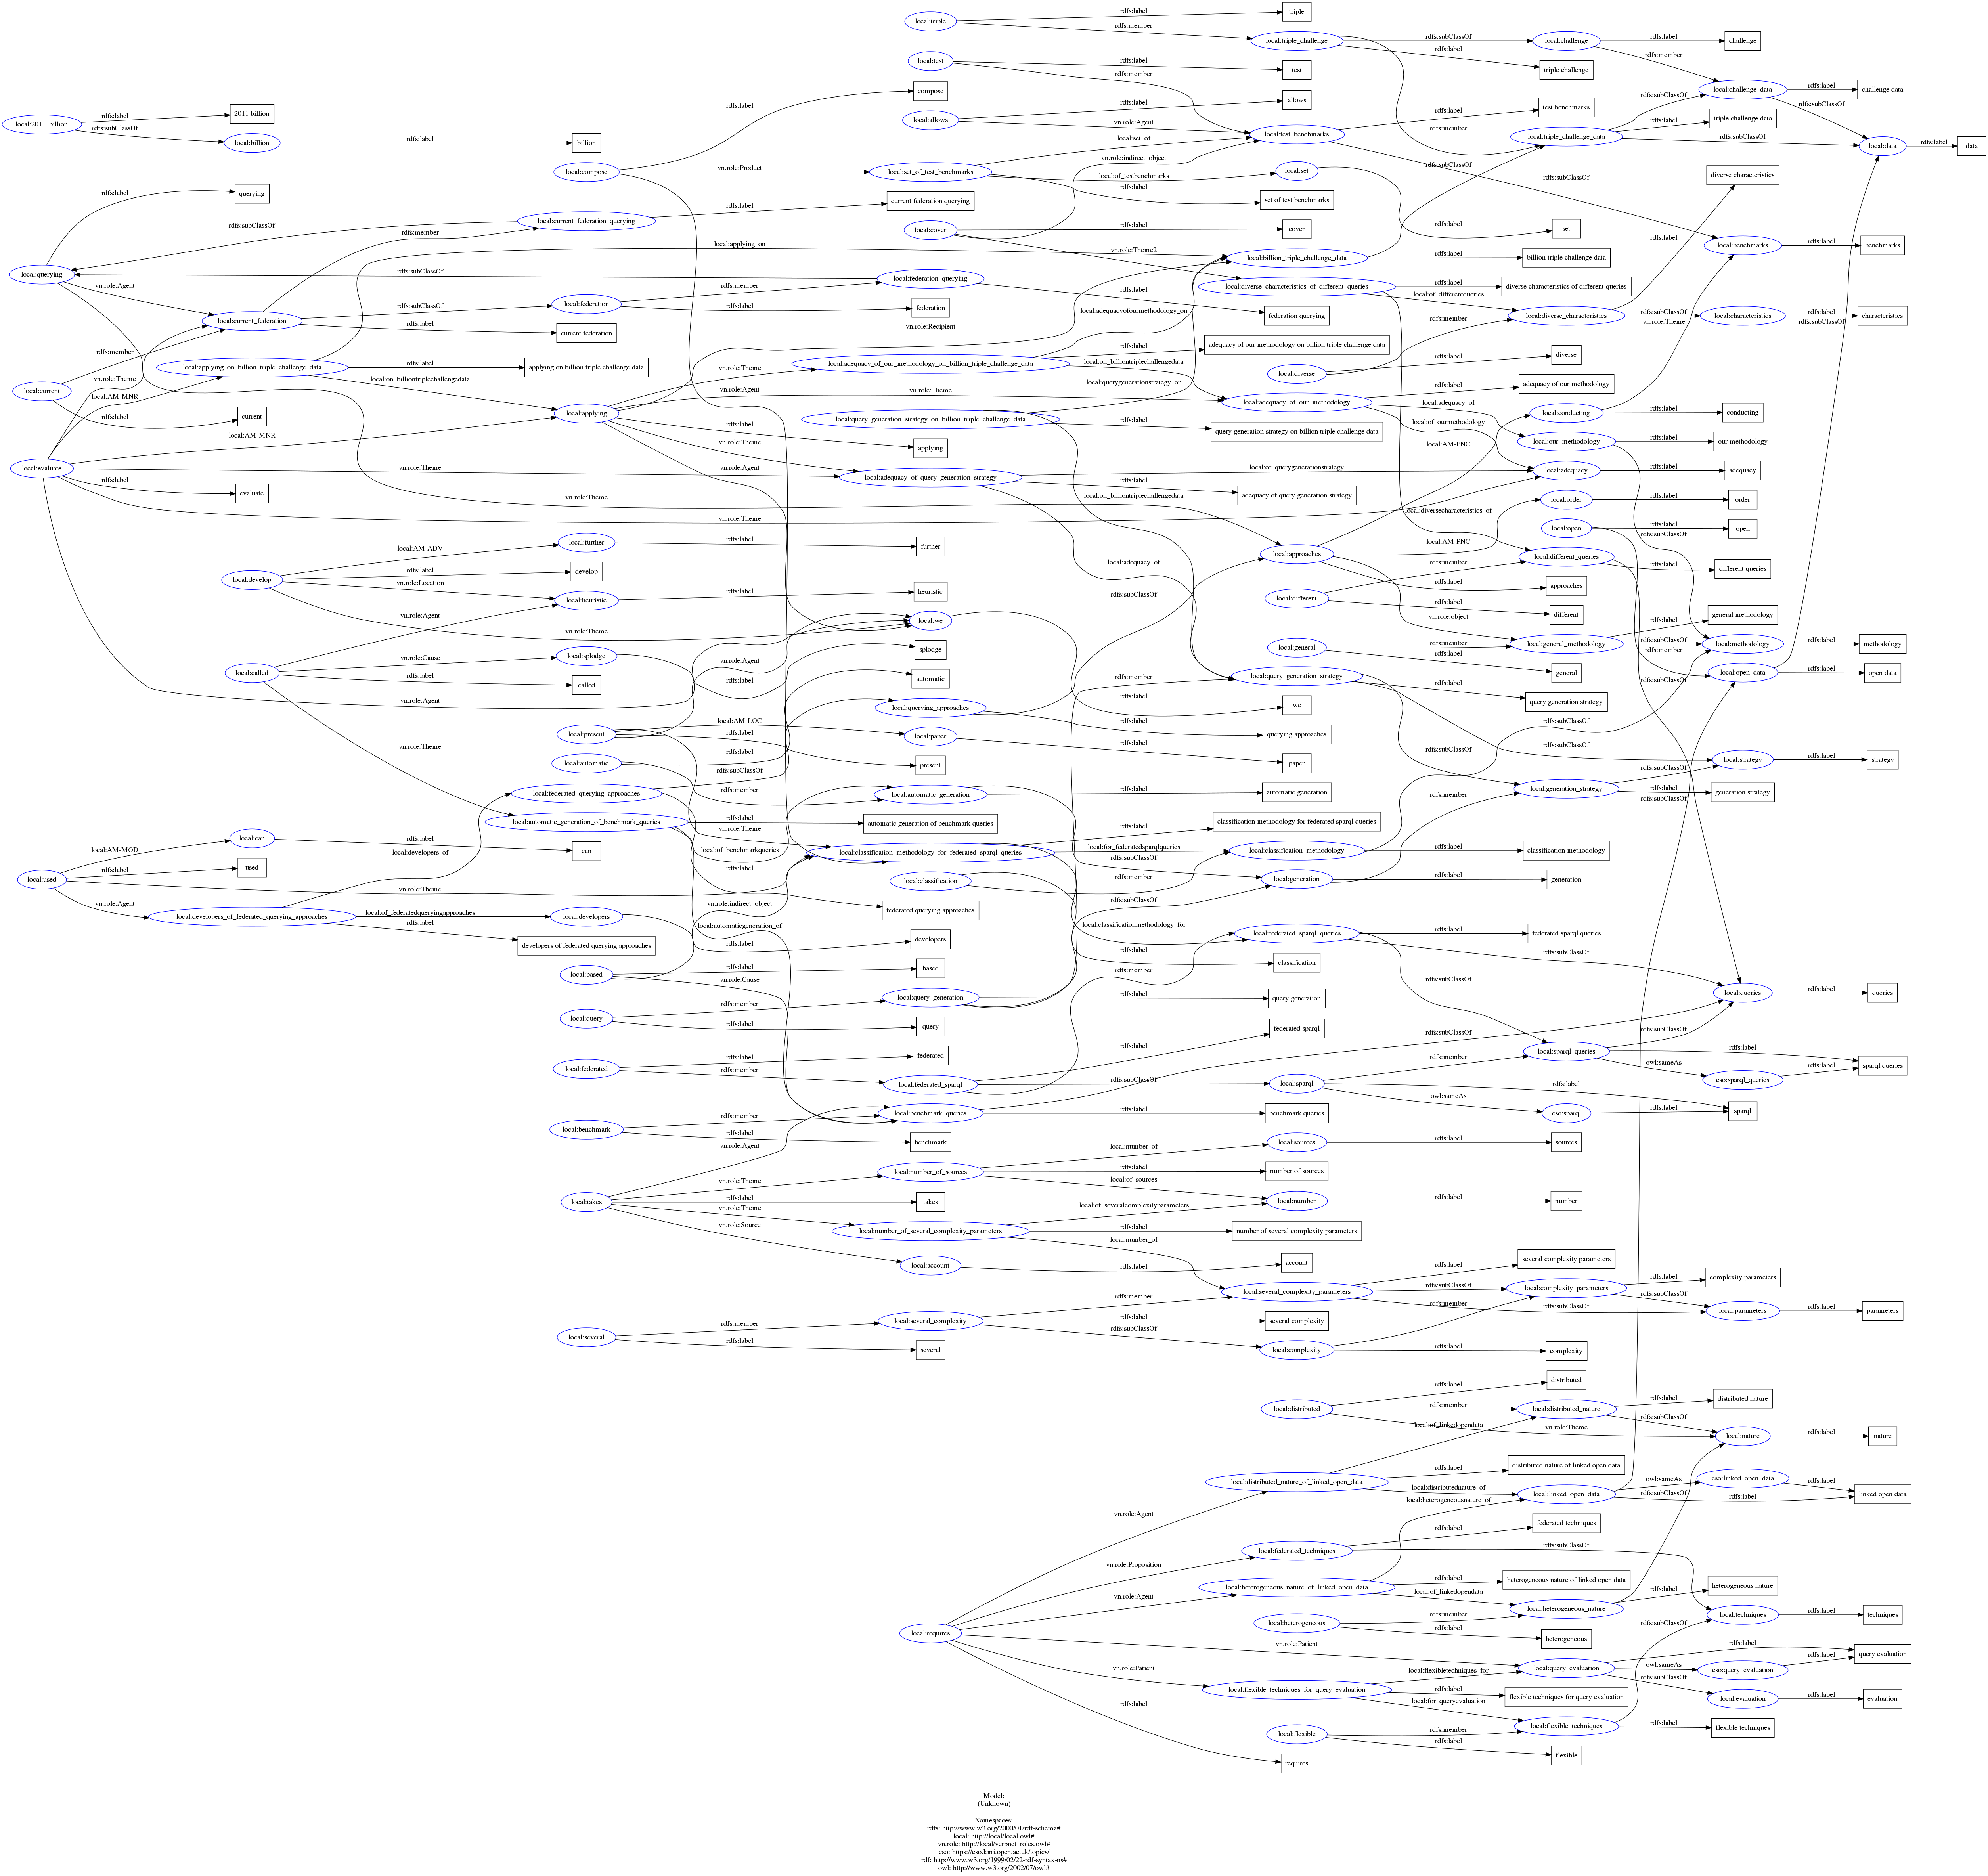 local:triple
rdfs:label
triple
rdfs:member
local:triple_challenge
rdfs:subClassOf
local:challenge
rdfs:label
challenge
rdfs:label
triple challenge
rdfs:member
local:test
rdfs:label
test
rdfs:member
local:challenge_data
rdfs:label
challenge data
rdfs:subClassOf
compose
rdfs:label
local:allows
rdfs:label
allows
vn.role:Agent
local:test_benchmarks
rdfs:label
test benchmarks
rdfs:member
local:triple_challenge_data
rdfs:label
triple challenge data
rdfs:subClassOf
rdfs:subClassOf
local:data
rdfs:label
data
local:2011_billion
rdfs:label
2011 billion
rdfs:subClassOf
local:billion
rdfs:label
billion
local:compose
vn.role:Product
local:set_of_test_benchmarks
local:set_of
vn.role:indirect_object
local:of_testbenchmarks
local:set
rdfs:label
set of test benchmarks
rdfs:subClassOf
rdfs:subClassOf
diverse characteristics
rdfs:label
querying
rdfs:label
current federation querying
rdfs:label
local:current_federation_querying
rdfs:subClassOf
rdfs:member
local:cover
rdfs:label
cover
rdfs:label
set
vn.role:Theme2
local:applying_on
local:benchmarks
rdfs:label
benchmarks
local:billion_triple_challenge_data
rdfs:label
billion triple challenge data
local:querying
rdfs:subClassOf
local:federation_querying
vn.role:Agent
local:diverse_characteristics_of_different_queries
rdfs:label
diverse characteristics of different queries
local:of_differentqueries
local:federation
rdfs:member
rdfs:label
federation
rdfs:subClassOf
local:current_federation
rdfs:label
current federation
rdfs:label
federation querying
local:adequacyofourmethodology_on
vn.role:Recipient
local:diverse_characteristics
rdfs:subClassOf
vn.role:Theme
local:characteristics
rdfs:label
characteristics
rdfs:subClassOf
rdfs:member
rdfs:member
local:applying_on_billion_triple_challenge_data
rdfs:label
applying on billion triple challenge data
local:on_billiontriplechallengedata
vn.role:Theme
local:adequacy_of_our_methodology_on_billion_triple_challenge_data
rdfs:label
adequacy of our methodology on billion triple challenge data
local:on_billiontriplechallengedata
local:diverse
rdfs:label
diverse
vn.role:Theme
local:current
local:AM-MNR
rdfs:label
current
local:applying
vn.role:Agent
vn.role:Theme
local:querygenerationstrategy_on
local:adequacy_of_our_methodology
rdfs:label
adequacy of our methodology
local:adequacy_of
local:query_generation_strategy_on_billion_triple_challenge_data
rdfs:label
query generation strategy on billion triple challenge data
local:conducting
rdfs:label
conducting
rdfs:label
applying
vn.role:Theme
local:of_ourmethodology
local:AM-PNC
local:our_methodology
rdfs:label
our methodology
local:AM-MNR
local:evaluate
vn.role:Theme
vn.role:Agent
local:adequacy_of_query_generation_strategy
local:of_querygenerationstrategy
local:adequacy
rdfs:label
adequacy
rdfs:label
evaluate
rdfs:label
adequacy of query generation strategy
vn.role:Theme
local:on_billiontriplechallengedata
local:order
rdfs:label
order
vn.role:Theme
local:diversecharacteristics_of
local:open
rdfs:label
open
rdfs:subClassOf
local:AM-ADV
local:further
rdfs:label
further
local:AM-PNC
local:approaches
local:different_queries
rdfs:label
different queries
rdfs:member
local:develop
rdfs:label
develop
vn.role:Location
local:adequacy_of
rdfs:label
approaches
local:heuristic
rdfs:label
heuristic
rdfs:subClassOf
local:different
rdfs:label
different
vn.role:object
general methodology
rdfs:label
vn.role:Theme
local:we
local:general
rdfs:member
local:general_methodology
rdfs:subClassOf
local:methodology
rdfs:label
methodology
rdfs:member
rdfs:label
general
local:called
vn.role:Cause
local:splodge
splodge
vn.role:Agent
rdfs:label
rdfs:label
called
automatic
local:query_generation_strategy
rdfs:member
rdfs:label
query generation strategy
local:open_data
rdfs:label
open data
rdfs:subClassOf
vn.role:Agent
local:querying_approaches
rdfs:label
we
local:present
local:AM-LOC
local:paper
rdfs:label
querying approaches
rdfs:label
rdfs:subClassOf
rdfs:label
paper
vn.role:Theme
rdfs:label
present
local:automatic
rdfs:subClassOf
rdfs:subClassOf
rdfs:subClassOf
local:strategy
rdfs:label
strategy
rdfs:subClassOf
local:federated_querying_approaches
rdfs:member
local:automatic_generation
rdfs:label
automatic generation
local:generation_strategy
rdfs:label
generation strategy
rdfs:member
rdfs:subClassOf
local:automatic_generation_of_benchmark_queries
rdfs:label
automatic generation of benchmark queries
vn.role:Theme
rdfs:label
classification methodology for federated sparql queries
local:can
rdfs:label
can
local:AM-MOD
local:developers_of
local:of_benchmarkqueries
local:classification_methodology_for_federated_sparql_queries
local:for_federatedsparqlqueries
local:classification_methodology
rdfs:label
classification methodology
rdfs:subClassOf
rdfs:label
local:used
rdfs:label
used
vn.role:Theme
local:classification
rdfs:member
local:generation
rdfs:label
generation
vn.role:Agent
vn.role:indirect_object
rdfs:subClassOf
federated querying approaches
local:developers_of_federated_querying_approaches
local:of_federatedqueryingapproaches
local:developers
rdfs:label
developers of federated querying approaches
local:automaticgeneration_of
local:classificationmethodology_for
local:federated_sparql_queries
rdfs:label
federated sparql queries
rdfs:label
developers
rdfs:label
classification
rdfs:subClassOf
local:based
rdfs:label
based
vn.role:Cause
rdfs:member
rdfs:subClassOf
local:query
rdfs:member
local:query_generation
rdfs:label
query generation
local:queries
rdfs:label
queries
rdfs:label
query
federated sparql
rdfs:label
rdfs:subClassOf
rdfs:subClassOf
local:federated
rdfs:label
federated
rdfs:member
local:federated_sparql
rdfs:subClassOf
local:sparql
rdfs:member
local:sparql_queries
rdfs:label
sparql queries
owl:sameAs
cso:sparql_queries
rdfs:label
rdfs:label
owl:sameAs
cso:sparql
rdfs:label
sparql
local:benchmark
rdfs:member
local:benchmark_queries
rdfs:label
benchmark queries
rdfs:label
benchmark
vn.role:Agent
local:number_of
local:sources
rdfs:label
sources
local:takes
vn.role:Theme
local:number_of_sources
rdfs:label
number of sources
local:of_sources
rdfs:label
takes
vn.role:Theme
local:of_severalcomplexityparameters
local:number
rdfs:label
number
vn.role:Source
local:number_of_several_complexity_parameters
rdfs:label
number of several complexity parameters
local:number_of
local:account
rdfs:label
account
rdfs:label
several complexity parameters
local:several_complexity_parameters
rdfs:subClassOf
local:complexity_parameters
rdfs:label
complexity parameters
rdfs:subClassOf
rdfs:member
rdfs:member
rdfs:subClassOf
local:parameters
rdfs:label
parameters
local:several
rdfs:member
local:several_complexity
rdfs:label
several complexity
rdfs:subClassOf
local:complexity
rdfs:label
complexity
rdfs:label
several
local:distributed
rdfs:label
distributed
rdfs:member
local:distributed_nature
rdfs:label
distributed nature
rdfs:subClassOf
local:of_linkedopendata
vn.role:Theme
local:nature
rdfs:label
nature
local:distributed_nature_of_linked_open_data
rdfs:label
distributed nature of linked open data
local:distributednature_of
local:linked_open_data
owl:sameAs
cso:linked_open_data
rdfs:label
linked open data
rdfs:subClassOf
rdfs:label
local:heterogeneousnature_of
vn.role:Agent
federated techniques
rdfs:label
local:federated_techniques
rdfs:subClassOf
vn.role:Proposition
local:heterogeneous_nature_of_linked_open_data
rdfs:label
heterogeneous nature of linked open data
local:of_linkedopendata
vn.role:Agent
heterogeneous nature
rdfs:label
local:heterogeneous_nature
local:heterogeneous
rdfs:member
rdfs:label
heterogeneous
rdfs:subClassOf
local:techniques
rdfs:label
techniques
local:requires
vn.role:Patient
local:query_evaluation
rdfs:label
query evaluation
owl:sameAs
cso:query_evaluation
rdfs:label
rdfs:subClassOf
vn.role:Patient
local:flexibletechniques_for
local:flexible_techniques_for_query_evaluation
rdfs:label
flexible techniques for query evaluation
local:for_queryevaluation
local:evaluation
rdfs:label
evaluation
rdfs:label
local:flexible
rdfs:member
local:flexible_techniques
rdfs:label
flexible techniques
rdfs:label
flexible
requires
Model:
(Unknown)
Namespaces:
rdfs: http://www.w3.org/2000/01/rdf-schema#
local: http://local/local.owl#
vn.role: http://local/verbnet_roles.owl#
cso: https://cso.kmi.open.ac.uk/topics/
rdf: http://www.w3.org/1999/02/22-rdf-syntax-ns#
owl: http://www.w3.org/2002/07/owl#